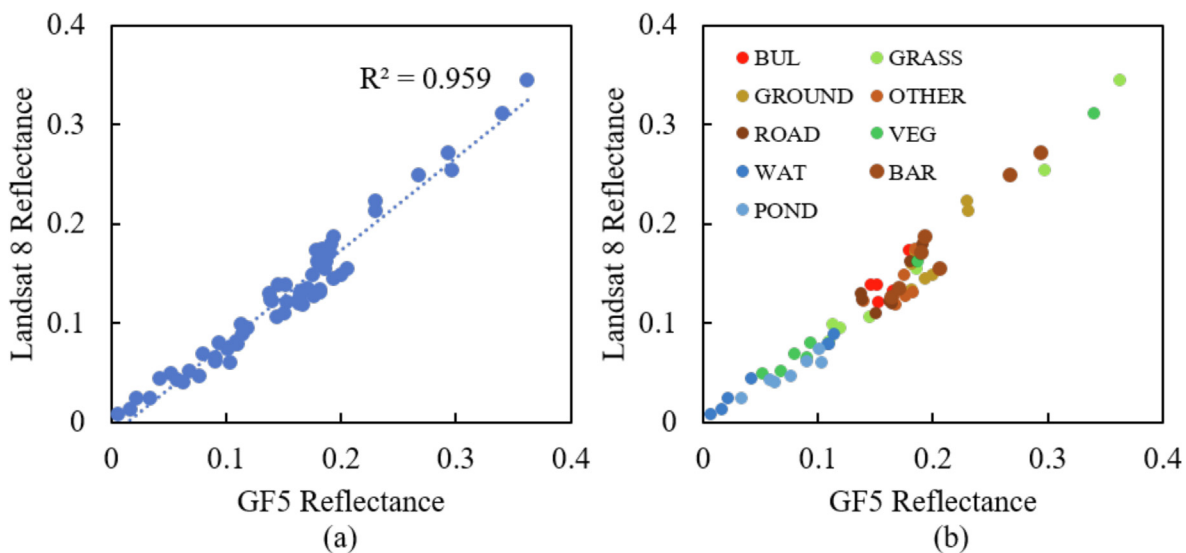 0.4
0.3
0.2
0.1
0
Landsat 8 Reflectance
R² = 0.959
0 0.1 0.2 0.3 0.4
GF5 Reflectance
(a)
0.4
0.3
0.2
0.1
0
Landsat 8 Reflectance
BUL GRASS
GROUND OTHER
ROAD VEG
WAT BAR
POND
0 0.1 0.2 0.3 0.4
GF5 Reflectance
(b)